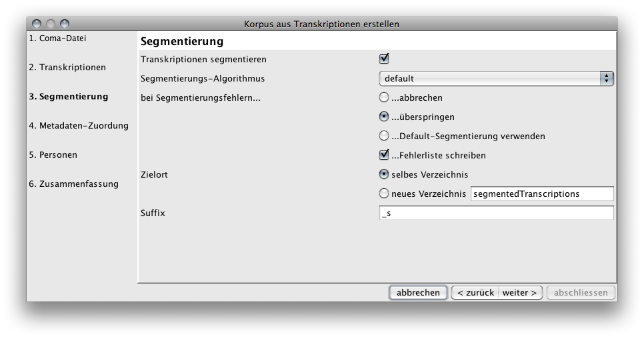 Korpus aus Transkriptionen erstellen
1. Coma-Datei
2. Transkriptionen
3. Segmentierung
4. Metadaten-Zuordung
5. Personen
6. Zusammenfassung
Segmentierung
Transkriptionen segmentieren
Segmentierungs-Algorithmus default
bei Segmentierungsfehlern... ...abbrechen
...überspringen
...Default-Segmentierung verwenden
...Fehlerliste schreiben
Zielort selbes Verzeichnis
neues Verzeichnis segmentedTranscriptions
Suffix _s
abbrechen < zurück weiter > abschliessen